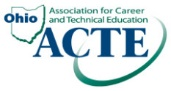 Ohio
Association for Career
and Technical Education
ACTE